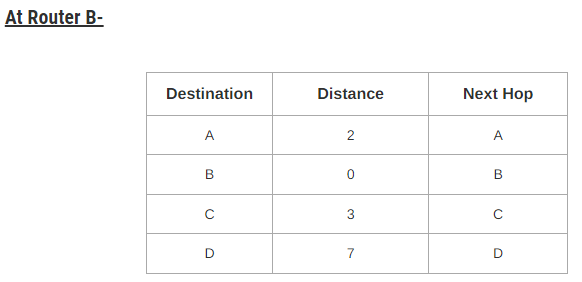 At Router B-
Destination Distance Next Hop
A 2 A
B 0 B
C 3 C
D 7 D